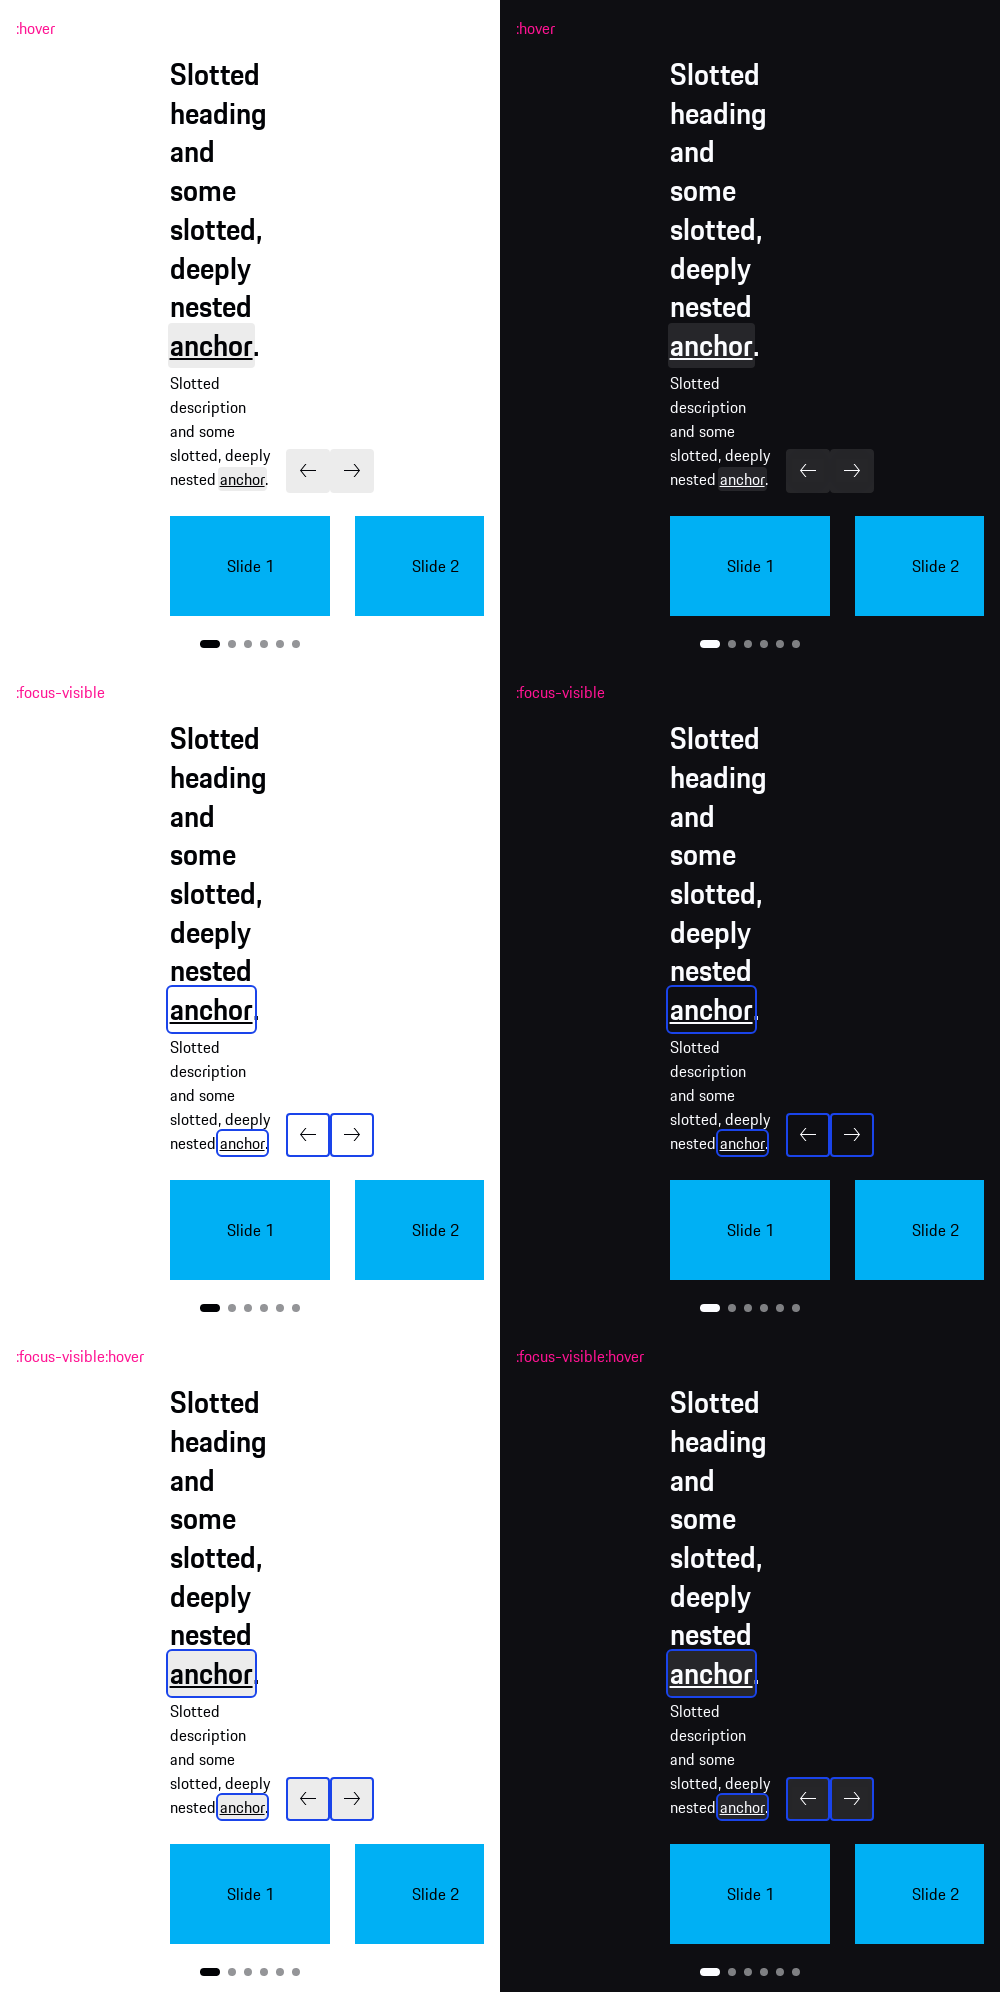 :hover
Slotted
heading
and
some
slotted,
deeply
nested
anchor.
Slotted
description
and some
slotted, deeply
nested anchor.
Slide 1
Slide 2
:hover
Slotted
heading
and
some
slotted,
deeply
nested
anchor.
Slotted
description
and some
slotted, deeply
nested anchor.
Slide 1
Slide 2
:focus-visible
Slotted
heading
and
some
slotted,
deeply
nested
anchor.
Slotted
description
and some
slotted, deeply
nested anchor.
Slide 1
Slide 2
:focus-visible
Slotted
heading
and
some
slotted,
deeply
nested
anchor.
Slotted
description
and some
slotted, deeply
nested anchor.
Slide 1
Slide 2
:focus-visible:hover
Slotted
heading
and
some
slotted,
deeply
nested
anchor.
Slotted
description
and some
slotted, deeply
nested anchor.
Slide 1
Slide 2
:focus-visible:hover
Slotted
heading
and
some
slotted,
deeply
nested
anchor.
Slotted
description
and some
slotted, deeply
nested anchor.
Slide 1
Slide 2